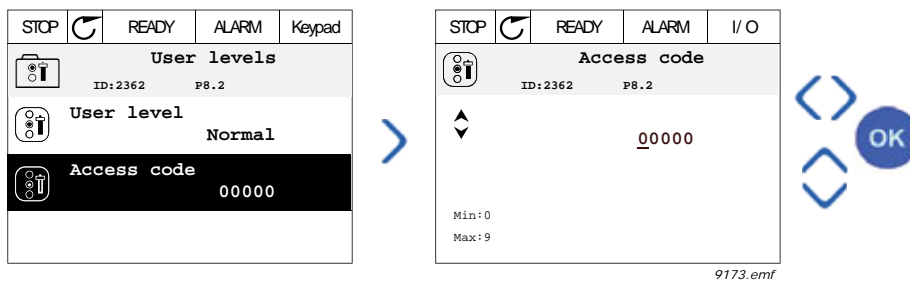 STOP READY ALARM Keypad
User levels
ID:2362 P8.2
User level
Normal
Access code
00000
STOP READY ALARM I/O
Access code
ID:2362 P8.2
00000
Min:0
Max:9
OK
9173.emf